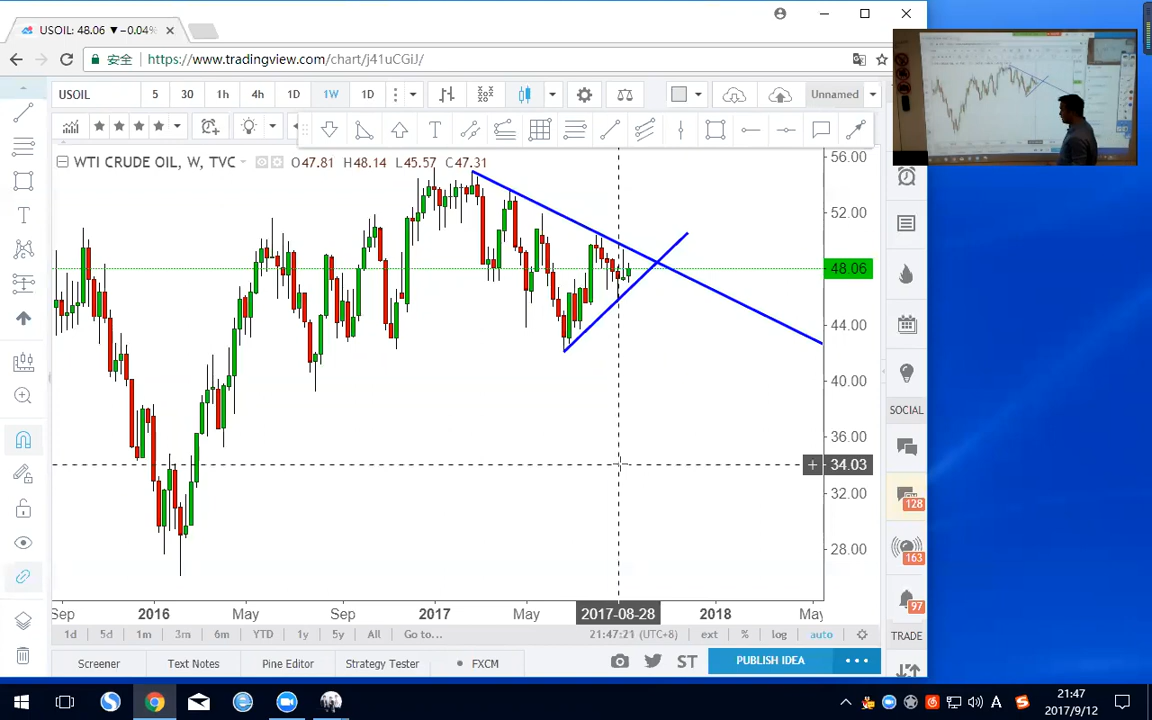 USOIL: 48.06 ▼ −0.04%
安全 https://www.tradingview.com/chart/j41uCGiJ/
USOIL 5 30 1h 4h 1D 1W 1D Unnamed
T
WTI CRUDE OIL, W, TVC O47.81 H48.14 L45.57 C47.31
56.00
52.00
48.06
44.00
40.00
36.00
34.03
32.00
28.00
SOCIAL
128
163
97
TRADE
Sep 2016 May Sep 2017 May 2017-08-28 2018 May
1d 5d 1m 3m 6m YTD 1y 5y All Go to... 21:47:21 (UTC+8) ext % log auto
Screener Text Notes Pine Editor Strategy Tester FXCM ST PUBLISH IDEA
A
21:47
2017/9/12